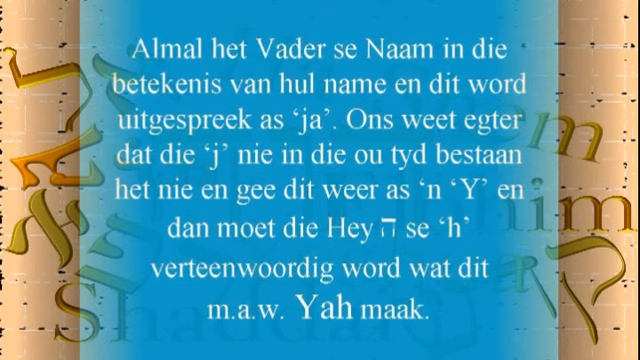 Almal het Vader se Naam in die
betekenis van hul name en dit word
uitgespreek as ‘ja’. Ons weet egter
dat die ‘j’ nie in die ou tyd bestaan
het nie en gee dit weer as ‘n ‘Y’ en
dan moet die Hey ה se ‘h’
verteenwoordig word wat dit
m.a.w. Yah maak.
Shaddai